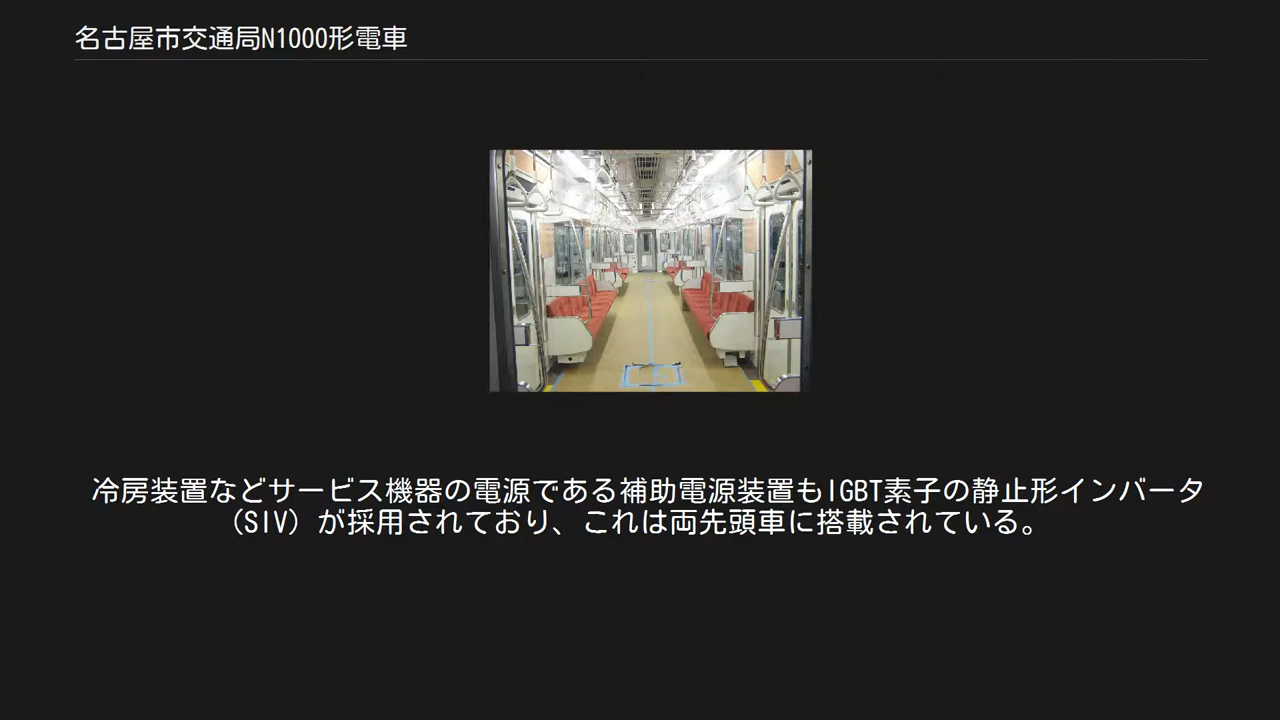 名古屋市交通局N1000形電車
冷房装置などサービス機器の電源である補助電源装置もIGBT素子の静止形インバータ
（SIV）が採用されており、これは両先頭車に搭載されている。